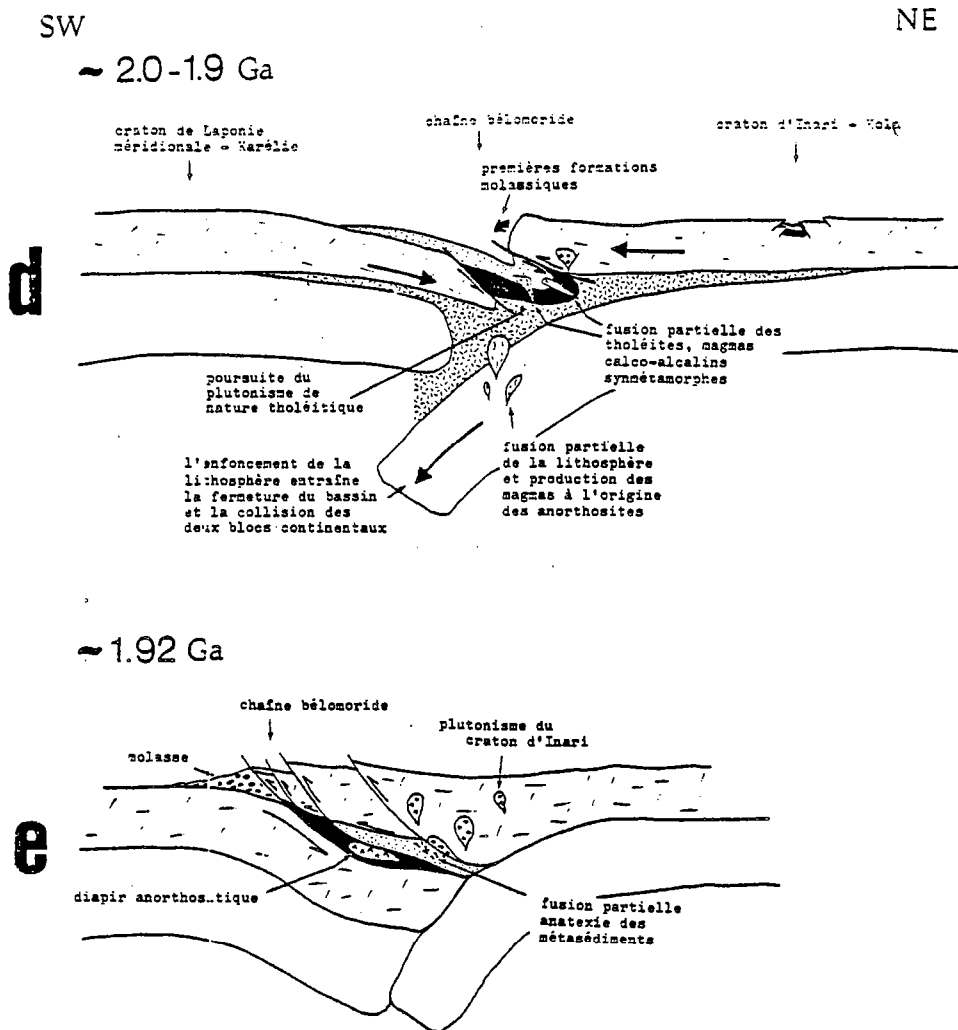 SW
NE
~ 2.0-1.9 Ga
craton de Laponie
méridionale - Karélie
chaîne bélomoride
craton d'Inari - Kola
premières formations
molassiques
d
fusion partielle des
tholéites, magmas
calco-alcalins
synmétamorphes
poursuite du
plutonisme de
nature tholéitique
l'enfoncement de la
lithosphère entraîne
la fermeture du bassin
et la collision des
deux blocs continentaux
fusion partielle
de la lithosphère
et production des
magmas à l'origine
des anorthosites
~ 1.92 Ga
chaîne bélomoride
plutonisme du
craton d'Inari
molasse
e
diapir anorthos_tique
fusion partielle
anatexie des
métasédiments